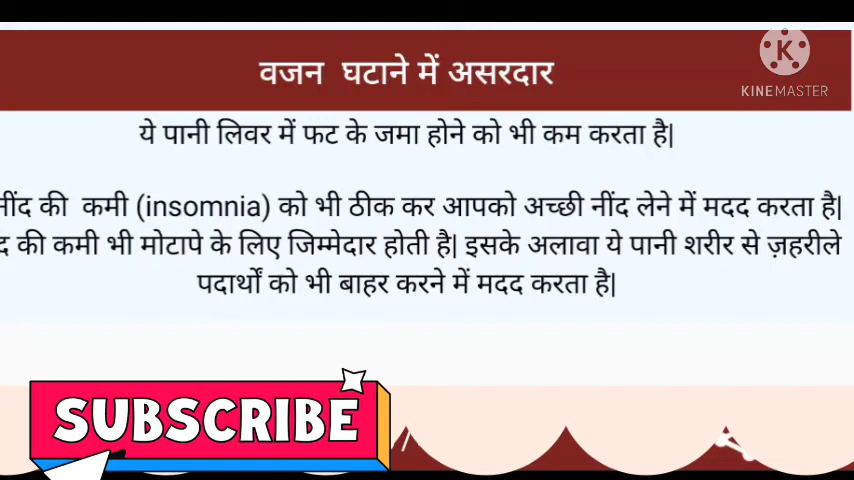 वजन घटाने में असरदार
KINEMASTER
ये पानी लिवर में फट के जमा होने को भी कम करता है|
नींद की कमी (insomnia) को भी ठीक कर आपको अच्छी नींद लेने में मदद करता है|
की कमी भी मोटापे के लिए जिम्मेदार होती है| इसके अलावा ये पानी शरीर से ज़हरीले
पदार्थों को भी बाहर करने में मदद करता है|
SUBSCRIBE